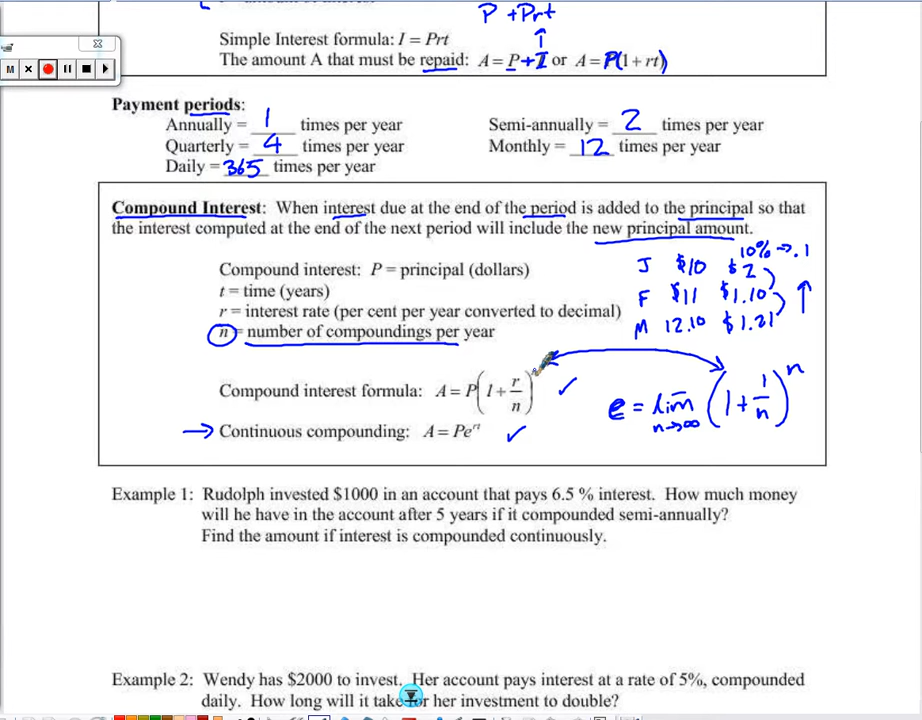 P + Prt
Simple Interest formula: I = Prt
The amount A that must be repaid: A = P + I or A = P(1 + rt)
M
Payment periods:
Annually = 1 times per year Semi-annually = 2 times per year
Quarterly = 4 times per year Monthly = 12 times per year
Daily = 365 times per year
Compound Interest: When interest due at the end of the period is added to the principal so that
the interest computed at the end of the next period will include the new principal amount.
10% → .1
Compound interest: P = principal (dollars) J $10 $2
t = time (years) F $11 $1.10
r = interest rate (per cent per year converted to decimal)
n = number of compoundings per year M 12.10 $1.21
Compound interest formula: A = P(1 + r/n) e = lim n→∞ (1 + 1/n)^n
→ Continuous compounding: A = Pe^rt
Example 1: Rudolph invested $1000 in an account that pays 6.5 % interest. How much money
will he have in the account after 5 years if it compounded semi-annually?
Find the amount if interest is compounded continuously.
Example 2: Wendy has $2000 to invest. Her account pays interest at a rate of 5%, compounded
daily. How long will it take for her investment to double?